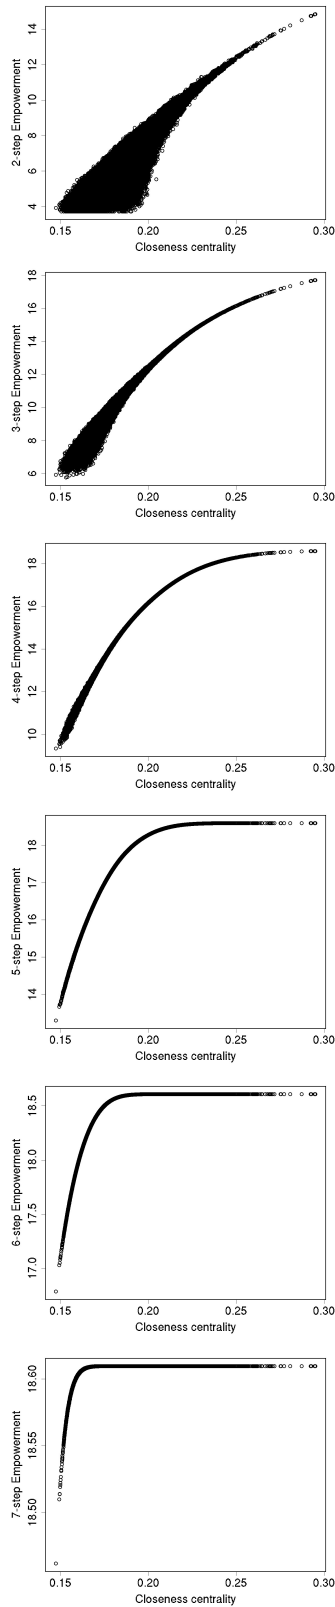 2-step Empowerment
14
12
10
8
6
4
0.15 0.20 0.25 0.30
Closeness centrality
3-step Empowerment
18
16
14
12
10
8
6
0.15 0.20 0.25 0.30
Closeness centrality
4-step Empowerment
18
16
14
12
10
0.15 0.20 0.25 0.30
Closeness centrality
5-step Empowerment
18
17
16
15
14
0.15 0.20 0.25 0.30
Closeness centrality
6-step Empowerment
18.5
18.0
17.5
17.0
0.15 0.20 0.25 0.30
Closeness centrality
7-step Empowerment
18.60
18.55
18.50
0.15 0.20 0.25 0.30
Closeness centrality